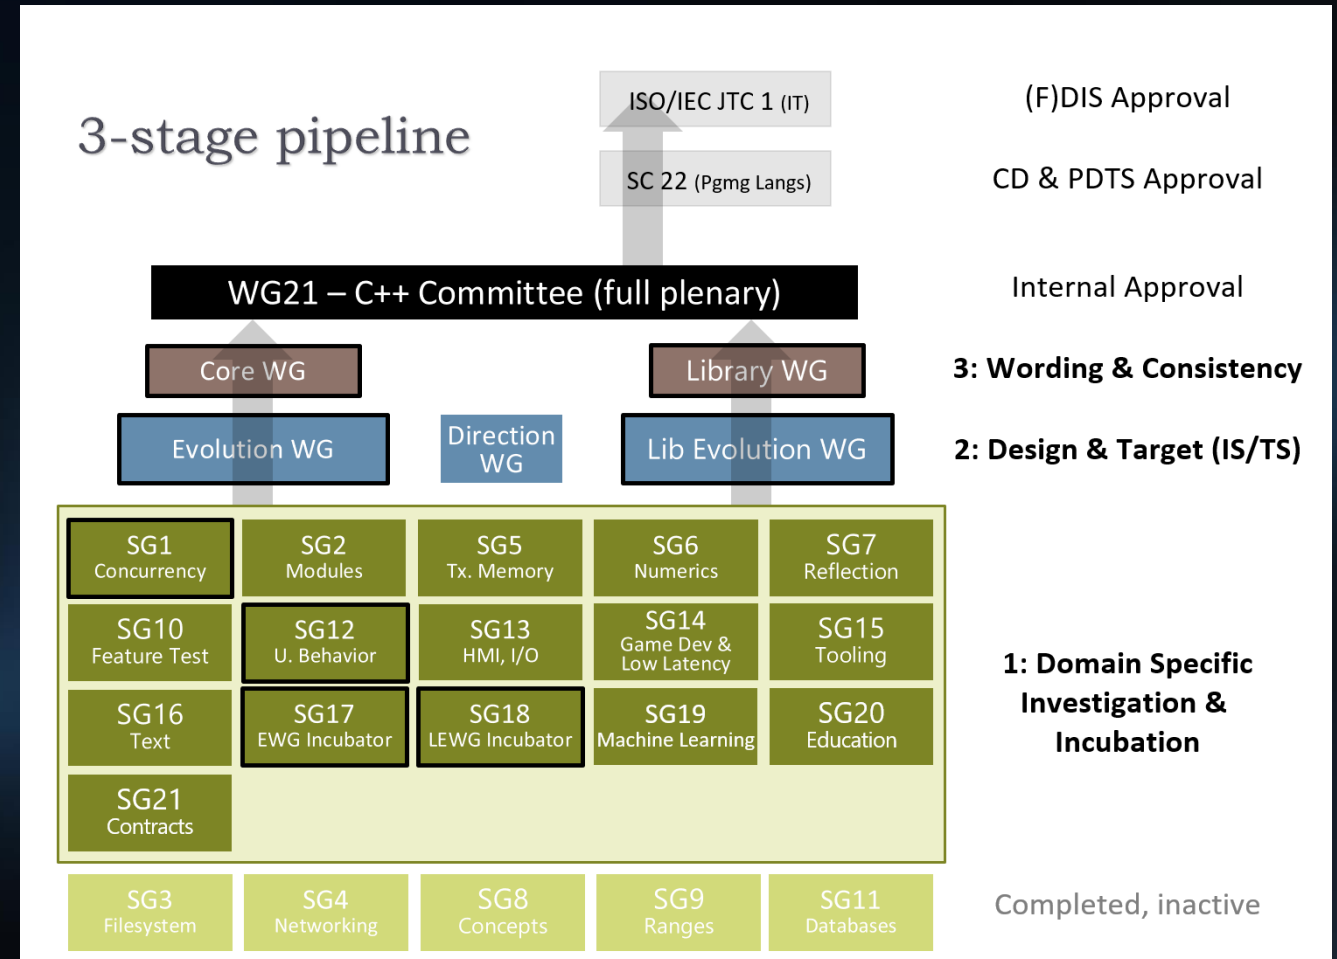 3-stage pipeline
ISO/IEC JTC 1 (IT)
(F)DIS Approval
SC 22 (Pgmg Langs)
CD & PDTS Approval
WG21 – C++ Committee (full plenary)
Internal Approval
Core WG
Library WG
3: Wording & Consistency
Evolution WG
Direction
WG
Lib Evolution WG
2: Design & Target (IS/TS)
SG1
Concurrency
SG2
Modules
SG5
Tx. Memory
SG6
Numerics
SG7
Reflection
SG10
Feature Test
SG12
U. Behavior
SG13
HMI, I/O
SG14
Game Dev &
Low Latency
SG15
Tooling
SG16
Text
SG17
EWG Incubator
SG18
LEWG Incubator
SG19
Machine Learning
SG20
Education
SG21
Contracts
1: Domain Specific
Investigation &
Incubation
SG3
Filesystem
SG4
Networking
SG8
Concepts
SG9
Ranges
SG11
Databases
Completed, inactive